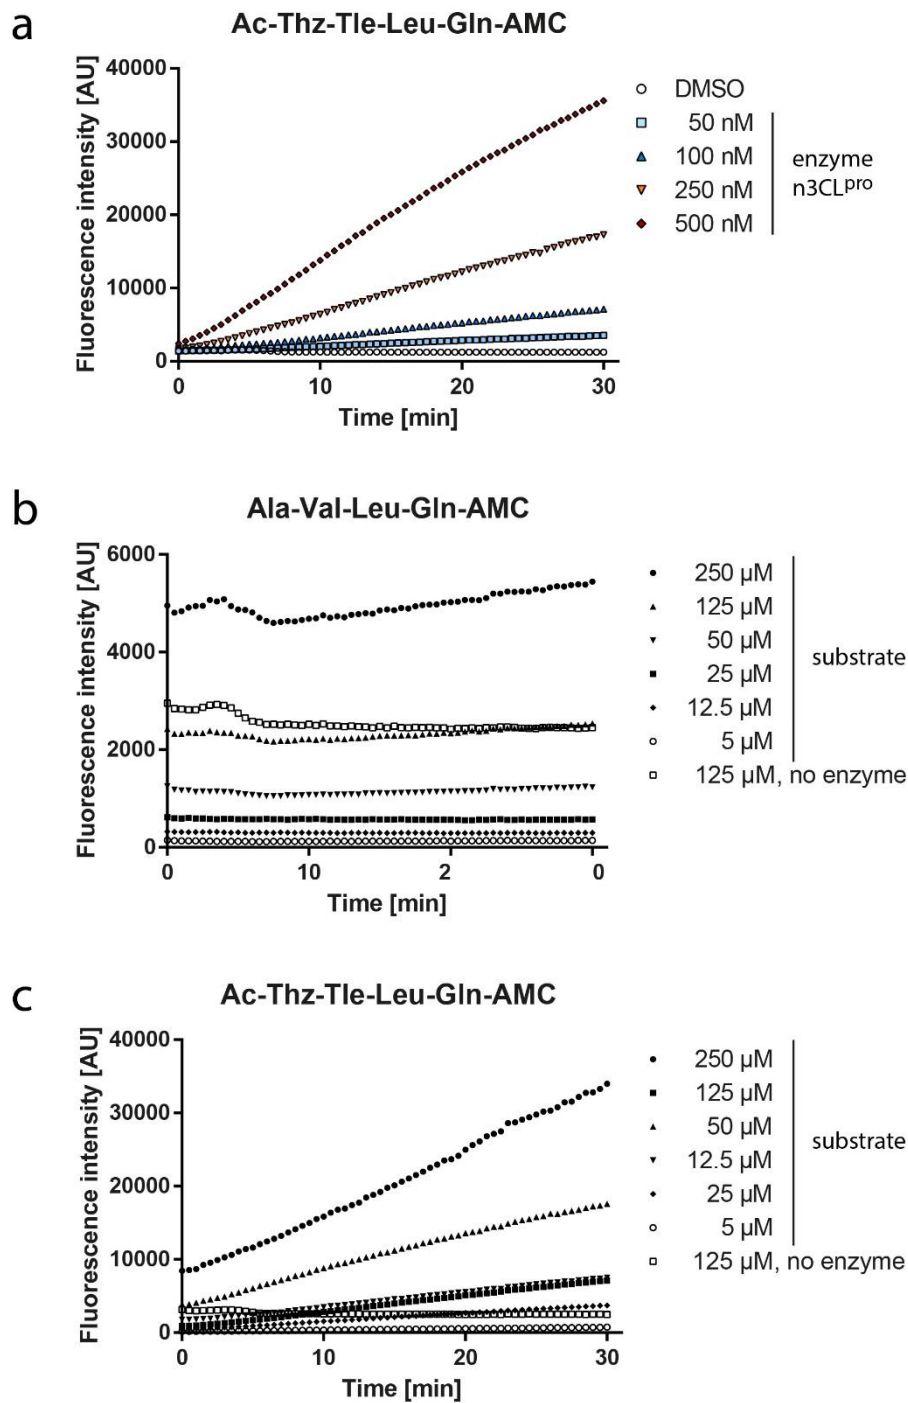 a
Ac-Thz-Tle-Leu-Gln-AMC
Fluorescence intensity [AU]
40000
30000
20000
10000
0
0 10 20 30
Time [min]
DMSO
50 nM
100 nM
250 nM
500 nM
enzyme
n3CLpro
b
Ala-Val-Leu-Gln-AMC
Fluorescence intensity [AU]
6000
4000
2000
0
0 10 2 0
Time [min]
250 µM
125 µM
50 µM
25 µM
12.5 µM
5 µM
125 µM, no enzyme
substrate
c
Ac-Thz-Tle-Leu-Gln-AMC
Fluorescence intensity [AU]
40000
30000
20000
10000
0
0 10 20 30
Time [min]
250 µM
125 µM
50 µM
12.5 µM
25 µM
5 µM
125 µM, no enzyme
substrate